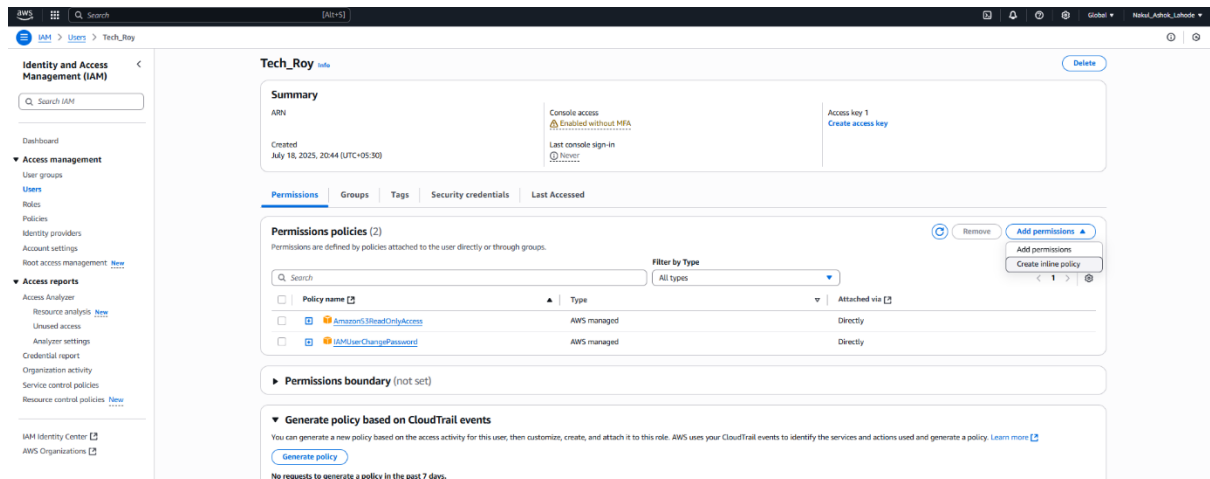 aws
Search
[Alt+S]
Global ▼
Nakul_Ashok_Lahode ▼
IAM > Users > Tech_Roy
Identity and Access Management (IAM)
Search IAM
Dashboard
▼ Access management
User groups
Users
Roles
Policies
Identity providers
Account settings
Root access management New
▼ Access reports
Access Analyzer
Resource analysis New
Unused access
Analyzer settings
Credential report
Organization activity
Service control policies
Resource control policies New
IAM Identity Center
AWS Organizations
Tech_Roy Info
Delete
Summary
ARN
Console access
Enabled without MFA
Access key 1
Create access key
Created
July 18, 2025, 20:44 (UTC+05:30)
Last console sign-in
Never
Permissions
Groups
Tags
Security credentials
Last Accessed
Permissions policies (2)
Remove
Add permissions ▲
Permissions are defined by policies attached to the user directly or through groups.
Add permissions
Create inline policy
Filter by Type
Search
All types
< 1 >
Policy name
Type
Attached via
AmazonS3ReadOnlyAccess
AWS managed
Directly
IAMUserChangePassword
AWS managed
Directly
▶ Permissions boundary (not set)
▼ Generate policy based on CloudTrail events
You can generate a new policy based on the access activity for this user, then customize, create, and attach it to this role. AWS uses your CloudTrail events to identify the services and actions used and generate a policy. Learn more
Generate policy
No requests to generate a policy in the past 7 days.